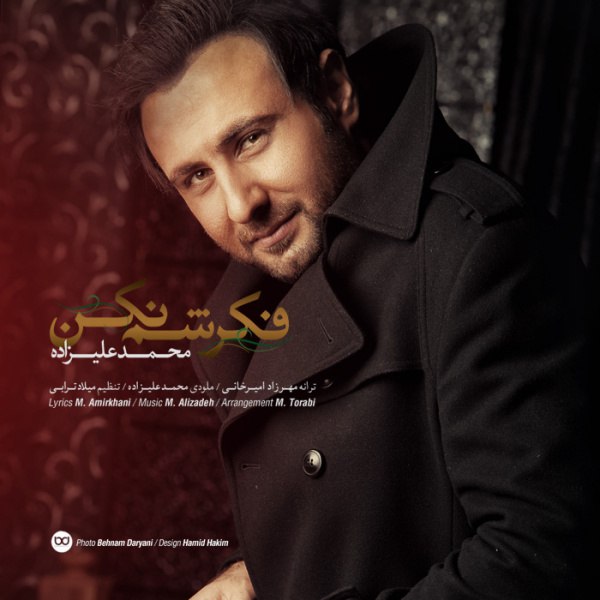 فکرشم نکن
محمد علیزاده
ترانه مهرزاد امیرخانی / ملودی محمد علیزاده / تنظیم میلاد ترابی
Lyrics M. Amirkhani / Music M. Alizadeh / Arrangement M. Torabi
Photo Behnam Daryani / Design Hamid Hakim